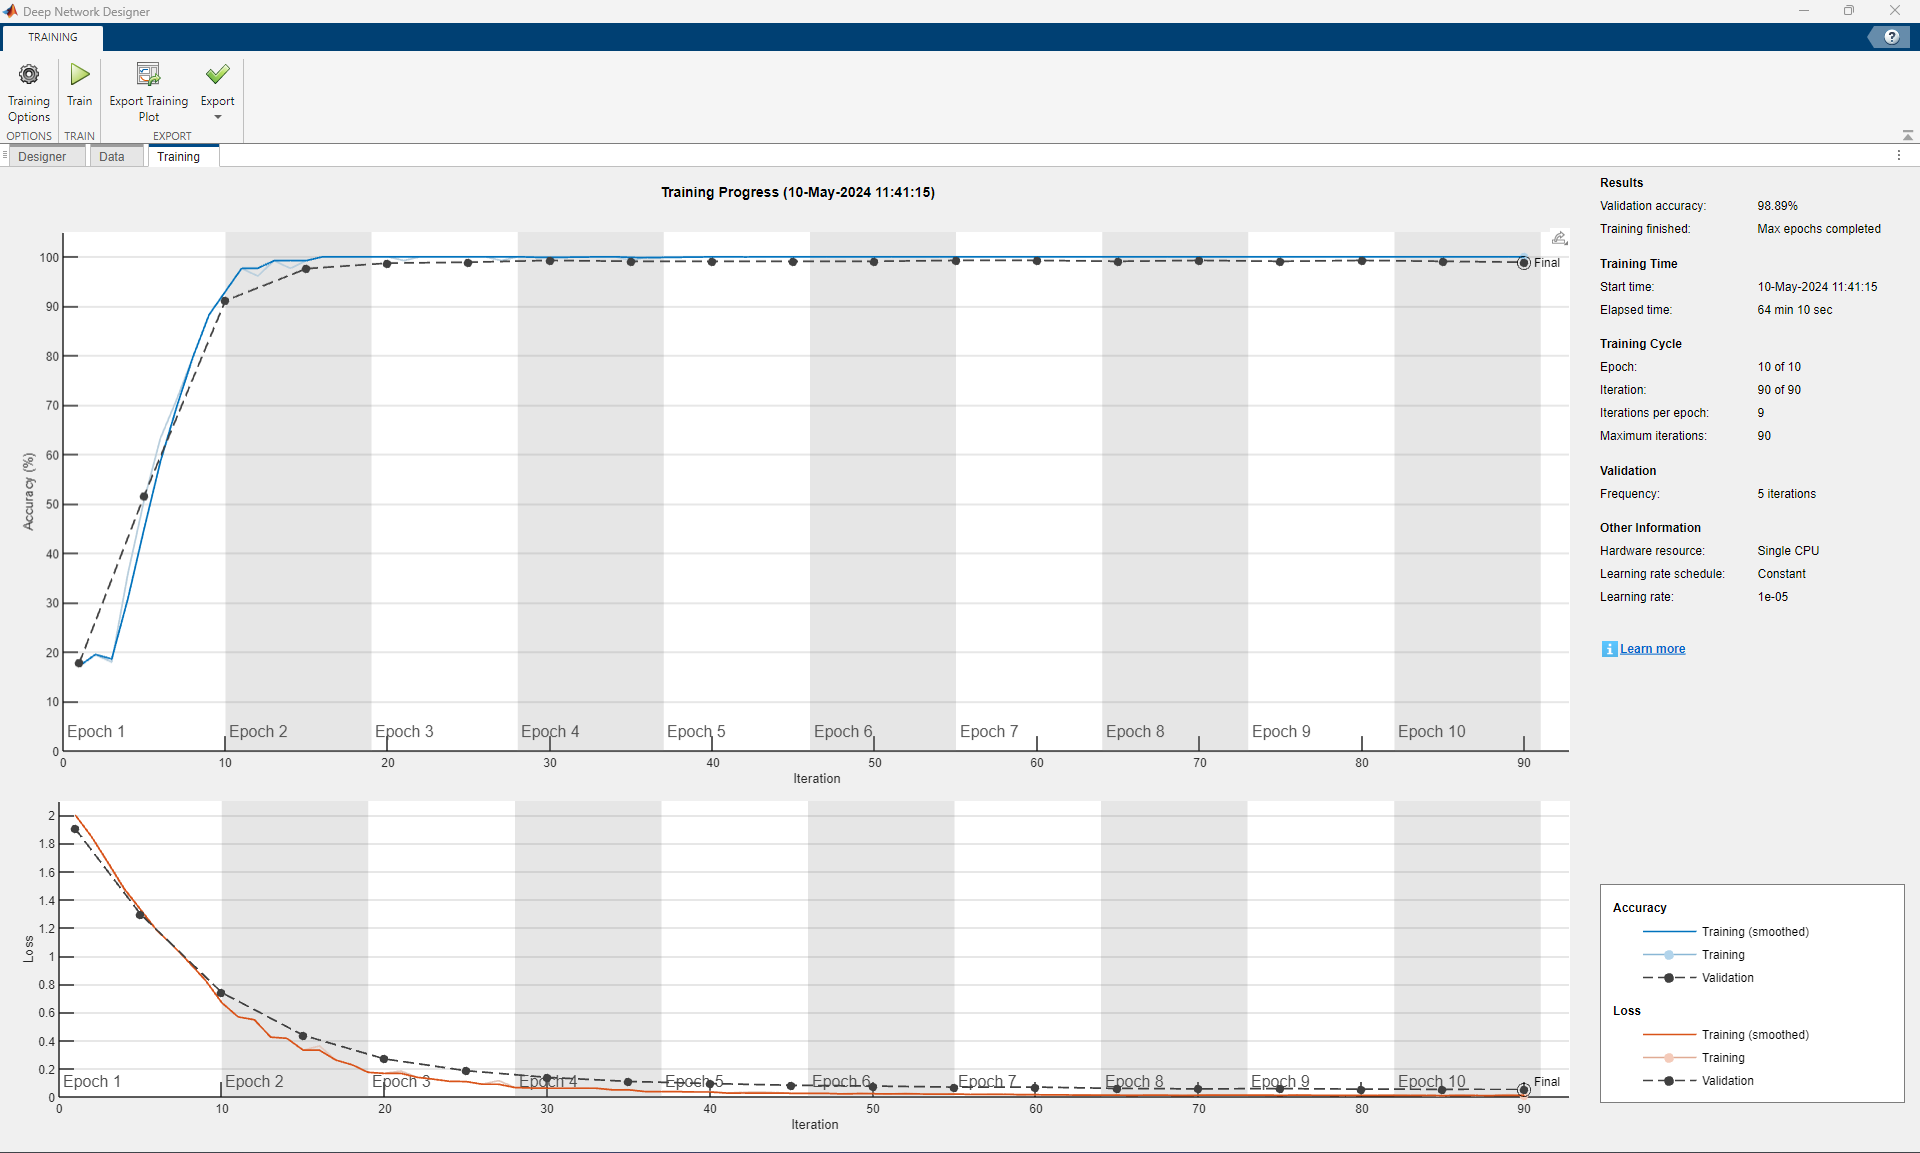 Deep Network Designer
TRAINING
?
Training Options
Train
Export Training Plot
Export
OPTIONS
TRAIN
EXPORT
Designer
Data
Training
Training Progress (10-May-2024 11:41:15)
100
90
80
70
60
50
40
30
20
10
0
Accuracy (%)
Final
Epoch 1
Epoch 2
Epoch 3
Epoch 4
Epoch 5
Epoch 6
Epoch 7
Epoch 8
Epoch 9
Epoch 10
0 10 20 30 40 50 60 70 80 90
Iteration
2
1.8
1.6
1.4
1.2
1
0.8
0.6
0.4
0.2
0
Loss
Final
Epoch 1
Epoch 2
Epoch 3
Epoch 4
Epoch 5
Epoch 6
Epoch 7
Epoch 8
Epoch 9
Epoch 10
0 10 20 30 40 50 60 70 80 90
Iteration
Results
Validation accuracy: 98.89%
Training finished: Max epochs completed
Training Time
Start time: 10-May-2024 11:41:15
Elapsed time: 64 min 10 sec
Training Cycle
Epoch: 10 of 10
Iteration: 90 of 90
Iterations per epoch: 9
Maximum iterations: 90
Validation
Frequency: 5 iterations
Other Information
Hardware resource: Single CPU
Learning rate schedule: Constant
Learning rate: 1e-05
i Learn more
Accuracy
Training (smoothed)
Training
Validation
Loss
Training (smoothed)
Training
Validation